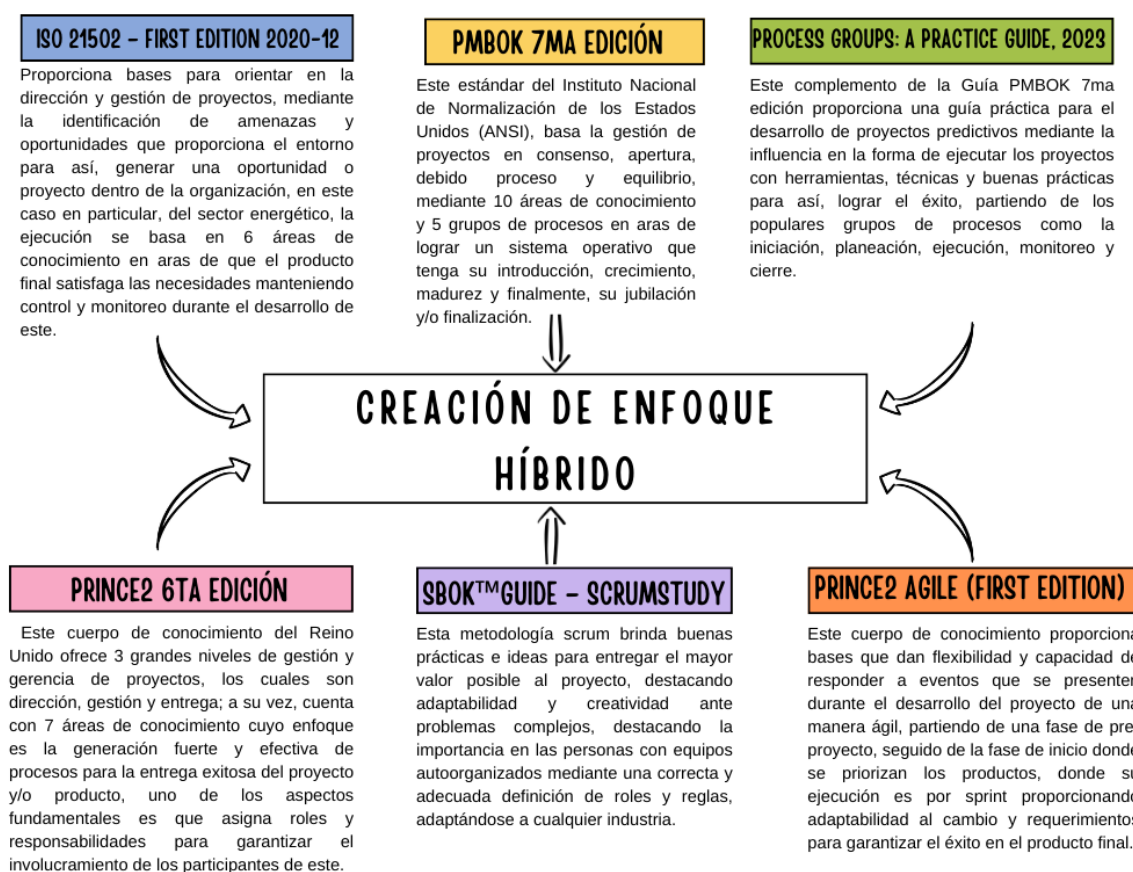 ISO 21502 – FIRST EDITION 2020-12
Proporciona bases para orientar en la
dirección y gestión de proyectos, mediante
la identificación de amenazas y
oportunidades que proporciona el entorno
para así, generar una oportunidad o
proyecto dentro de la organización, en este
caso en particular, del sector energético, la
ejecución se basa en 6 áreas de
conocimiento en aras de que el producto
final satisfaga las necesidades manteniendo
control y monitoreo durante el desarrollo de
este.
PMBOK 7MA EDICIÓN
Este estándar del Instituto Nacional
de Normalización de los Estados
Unidos (ANSI), basa la gestión de
proyectos en consenso, apertura,
debido proceso y equilibrio,
mediante 10 áreas de conocimiento
y 5 grupos de procesos en aras de
lograr un sistema operativo que
tenga su introducción, crecimiento,
madurez y finalmente, su jubilación
y/o finalización.
PROCESS GROUPS: A PRACTICE GUIDE, 2023
Este complemento de la Guía PMBOK 7ma
edición proporciona una guía práctica para el
desarrollo de proyectos predictivos mediante la
influencia en la forma de ejecutar los proyectos
con herramientas, técnicas y buenas prácticas
para así, lograr el éxito, partiendo de los
populares grupos de procesos como la
iniciación, planeación, ejecución, monitoreo y
cierre.
CREACIÓN DE ENFOQUE
HÍBRIDO
PRINCE2 6TA EDICIÓN
Este cuerpo de conocimiento del Reino
Unido ofrece 3 grandes niveles de gestión y
gerencia de proyectos, los cuales son
dirección, gestión y entrega; a su vez, cuenta
con 7 áreas de conocimiento cuyo enfoque
es la generación fuerte y efectiva de
procesos para la entrega exitosa del proyecto
y/o producto, uno de los aspectos
fundamentales es que asigna roles y
responsabilidades para garantizar el
involucramiento de los participantes de este.
SBOK™GUIDE – SCRUMSTUDY
Esta metodología scrum brinda buenas
prácticas e ideas para entregar el mayor
valor posible al proyecto, destacando
adaptabilidad y creatividad ante
problemas complejos, destacando la
importancia en las personas con equipos
autoorganizados mediante una correcta y
adecuada definición de roles y reglas,
adaptándose a cualquier industria.
PRINCE2 AGILE (FIRST EDITION)
Este cuerpo de conocimiento proporciona
bases que dan flexibilidad y capacidad de
responder a eventos que se presenten
durante el desarrollo del proyecto de una
manera ágil, partiendo de una fase de pre
proyecto, seguido de la fase de inicio donde
se priorizan los productos, donde su
ejecución es por sprint proporcionando
adaptabilidad al cambio y requerimientos
para garantizar el éxito en el producto final.